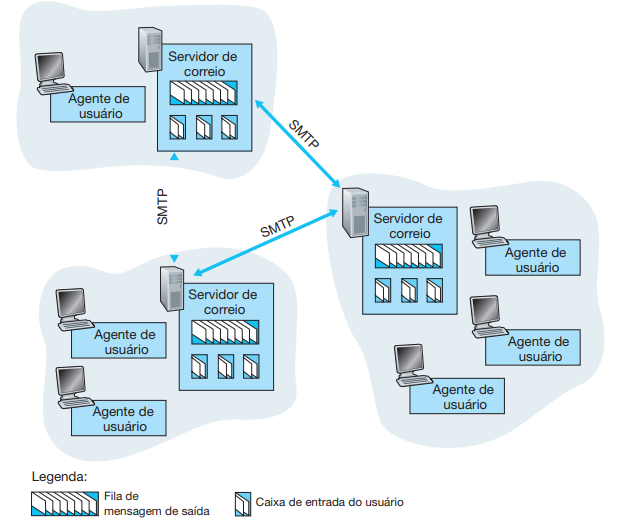 Servidor de
correio
Agente de
usuário
SMTP
SMTP
SMTP
Servidor de
correio
Agente de
usuário
Agente de
usuário
Agente de
usuário
Servidor de
correio
Agente de
usuário
Agente de
usuário
Legenda:
Fila de
mensagem de saída
Caixa de entrada do usuário